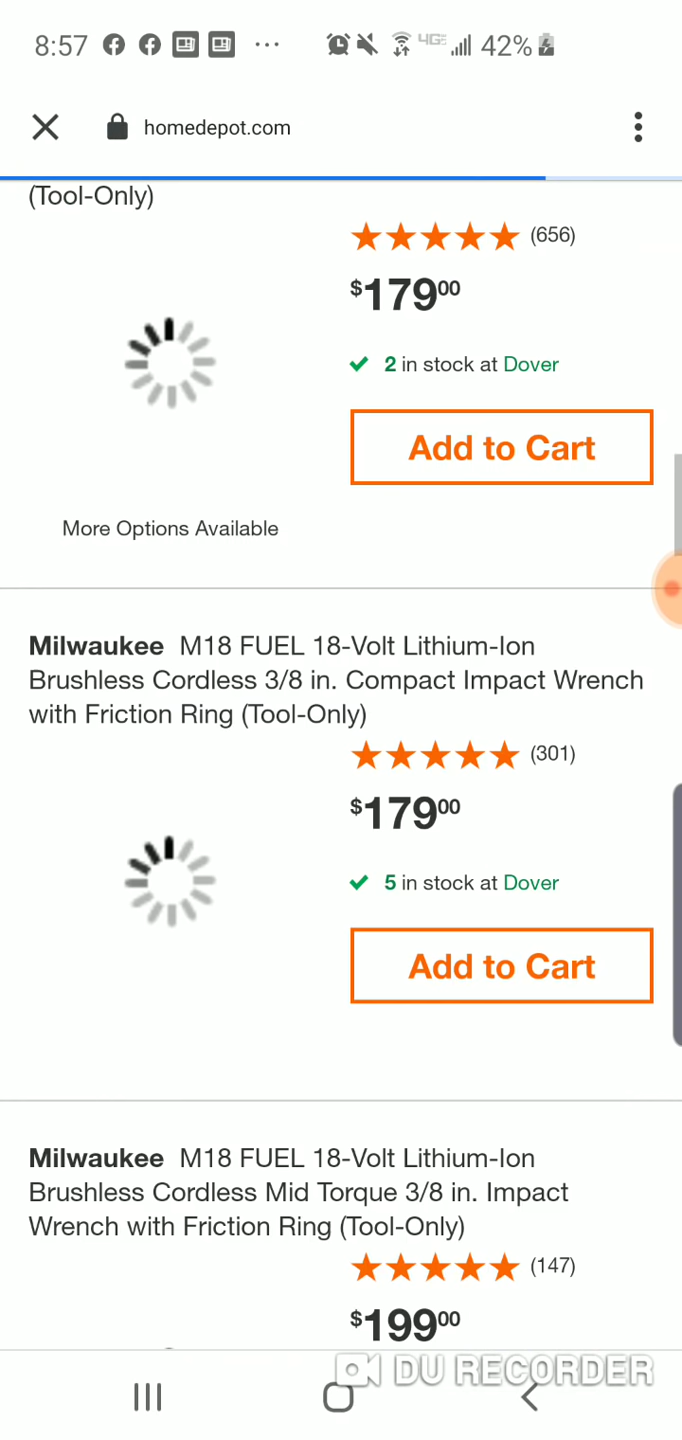 8:57 ... 4GE 42%
homedepot.com
(Tool-Only)
(656)
$17900
2 in stock at Dover
Add to Cart
More Options Available
Milwaukee M18 FUEL 18-Volt Lithium-Ion
Brushless Cordless 3/8 in. Compact Impact Wrench
with Friction Ring (Tool-Only)
(301)
$17900
5 in stock at Dover
Add to Cart
Milwaukee M18 FUEL 18-Volt Lithium-Ion
Brushless Cordless Mid Torque 3/8 in. Impact
Wrench with Friction Ring (Tool-Only)
(147)
$19900
DU RECORDER